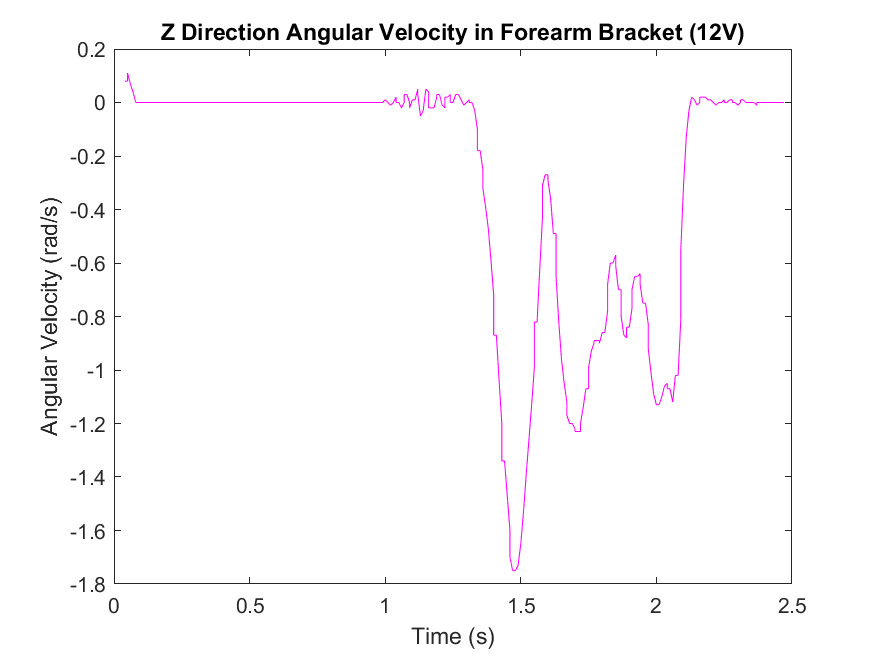 Z Direction Angular Velocity in Forearm Bracket (12V)
0.2
0
-0.2
-0.4
-0.6
-0.8
-1
-1.2
-1.4
-1.6
-1.8
Angular Velocity (rad/s)
0 0.5 1 1.5 2 2.5
Time (s)